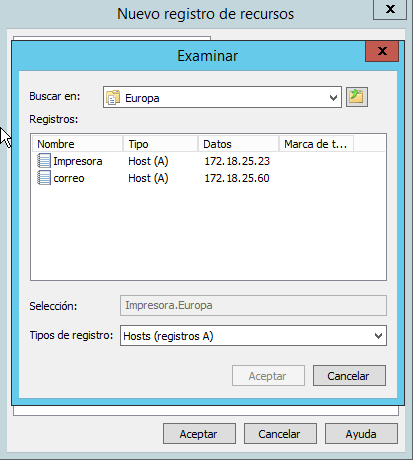 Nuevo registro de recursos
x
Examinar
x
Buscar en: Europa
Registros:
Nombre Tipo Datos Marca de t...
Impresora Host (A) 172.18.25.23
correo Host (A) 172.18.25.60
Selección: Impresora.Europa
Tipos de registro: Hosts (registros A)
Aceptar Cancelar
Aceptar Cancelar Ayuda